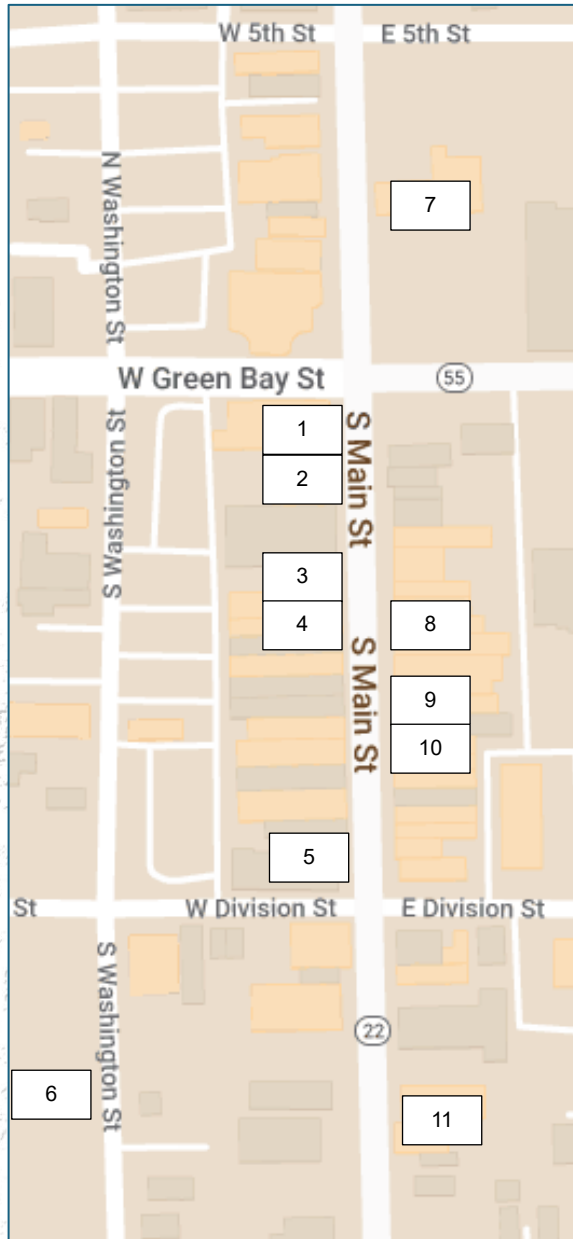 W 5th St
E 5th St
N Washington St
7
W Green Bay St
55
1
S Main St
2
S Washington St
3
4
8
S Main St
9
10
5
St
W Division St
E Division St
S Washington St
22
6
11